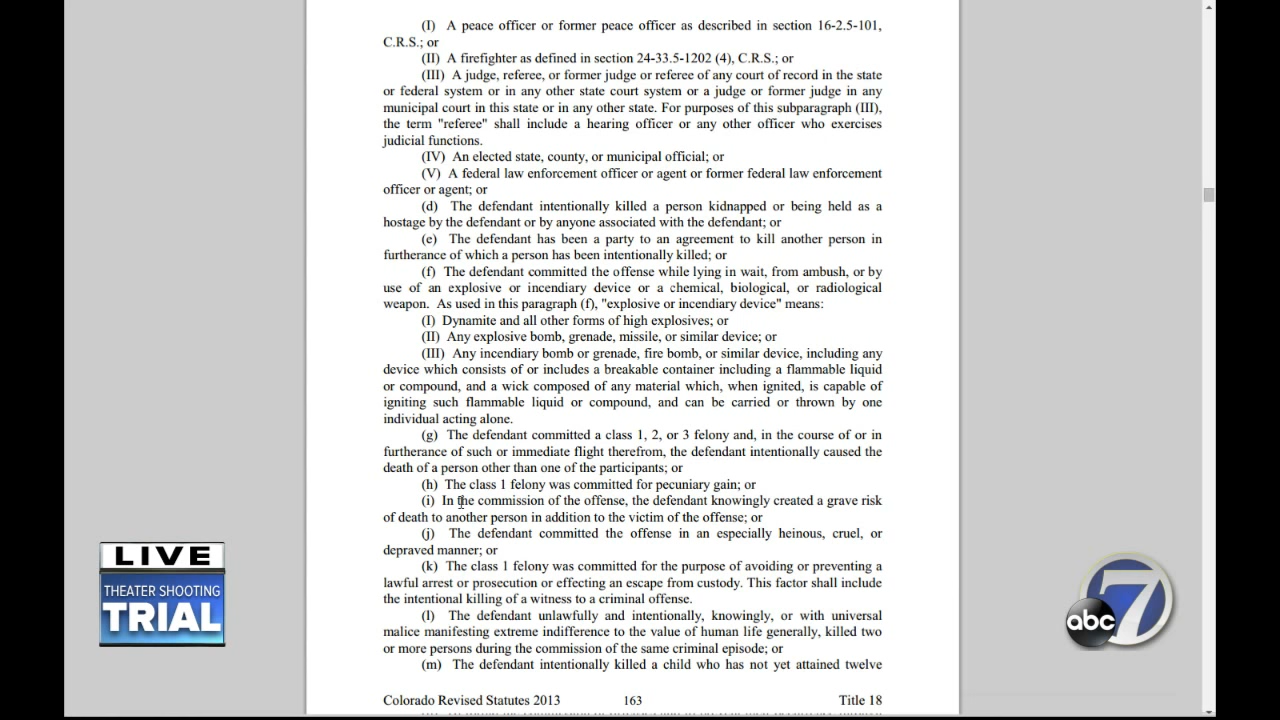 (I) A peace officer or former peace officer as described in section 16-2.5-101,
C.R.S.; or
(II) A firefighter as defined in section 24-33.5-1202 (4), C.R.S.; or
(III) A judge, referee, or former judge or referee of any court of record in the state
or federal system or in any other state court system or a judge or former judge in any
municipal court in this state or in any other state. For purposes of this subparagraph (III),
the term "referee" shall include a hearing officer or any other officer who exercises
judicial functions.
(IV) An elected state, county, or municipal official; or
(V) A federal law enforcement officer or agent or former federal law enforcement
officer or agent; or
(d) The defendant intentionally killed a person kidnapped or being held as a
hostage by the defendant or by anyone associated with the defendant; or
(e) The defendant has been a party to an agreement to kill another person in
furtherance of which a person has been intentionally killed; or
(f) The defendant committed the offense while lying in wait, from ambush, or by
use of an explosive or incendiary device or a chemical, biological, or radiological
weapon. As used in this paragraph (f), "explosive or incendiary device" means:
(I) Dynamite and all other forms of high explosives; or
(II) Any explosive bomb, grenade, missile, or similar device; or
(III) Any incendiary bomb or grenade, fire bomb, or similar device, including any
device which consists of or includes a breakable container including a flammable liquid
or compound, and a wick composed of any material which, when ignited, is capable of
igniting such flammable liquid or compound, and can be carried or thrown by one
individual acting alone.
(g) The defendant committed a class 1, 2, or 3 felony and, in the course of or in
furtherance of such or immediate flight therefrom, the defendant intentionally caused the
death of a person other than one of the participants; or
(h) The class 1 felony was committed for pecuniary gain; or
(i) In the commission of the offense, the defendant knowingly created a grave risk
of death to another person in addition to the victim of the offense; or
(j) The defendant committed the offense in an especially heinous, cruel, or
depraved manner; or
(k) The class 1 felony was committed for the purpose of avoiding or preventing a
lawful arrest or prosecution or effecting an escape from custody. This factor shall include
the intentional killing of a witness to a criminal offense.
(l) The defendant unlawfully and intentionally, knowingly, or with universal
malice manifesting extreme indifference to the value of human life generally, killed two
or more persons during the commission of the same criminal episode; or
(m) The defendant intentionally killed a child who has not yet attained twelve
Colorado Revised Statutes 2013 163 Title 18
LIVE
THEATER SHOOTING
TRIAL
abc 7